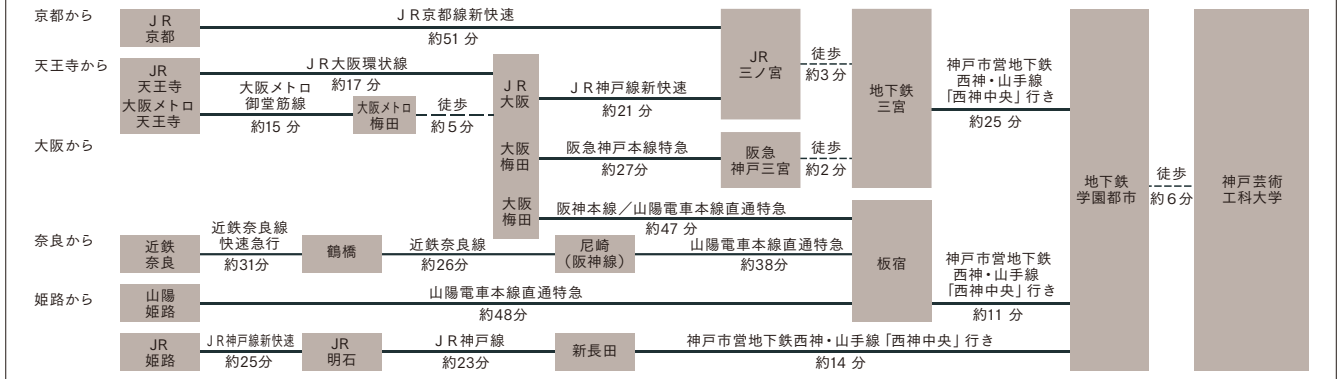 京都から
JR
京都
JR京都線新快速
約51 分
天王寺から
JR
天王寺
大阪メトロ
天王寺
JR大阪環状線
約17 分
大阪メトロ
御堂筋線
約15 分
大阪メトロ
梅田
徒歩
約5 分
JR
大阪
JR神戸線新快速
約21 分
JR
三ノ宮
徒歩
約3 分
地下鉄
三宮
神戸市営地下鉄
西神・山手線
「西神中央」行き
約25 分
大阪から
大阪
梅田
阪急神戸本線特急
約27分
阪急
神戸三宮
徒歩
約2 分
大阪
梅田
阪神本線／山陽電車本線直通特急
約47 分
地下鉄
学園都市
徒歩
約6分
神戸芸術
工科大学
奈良から
近鉄
奈良
近鉄奈良線
快速急行
約31分
鶴橋
近鉄奈良線
約26分
尼崎
（阪神線）
山陽電車本線直通特急
約38分
板宿
神戸市営地下鉄
西神・山手線
「西神中央」行き
約11 分
姫路から
山陽
姫路
山陽電車本線直通特急
約48分
JR
姫路
JR神戸線新快速
約25分
JR
明石
JR神戸線
約23分
新長田
神戸市営地下鉄西神・山手線「西神中央」行き
約14 分